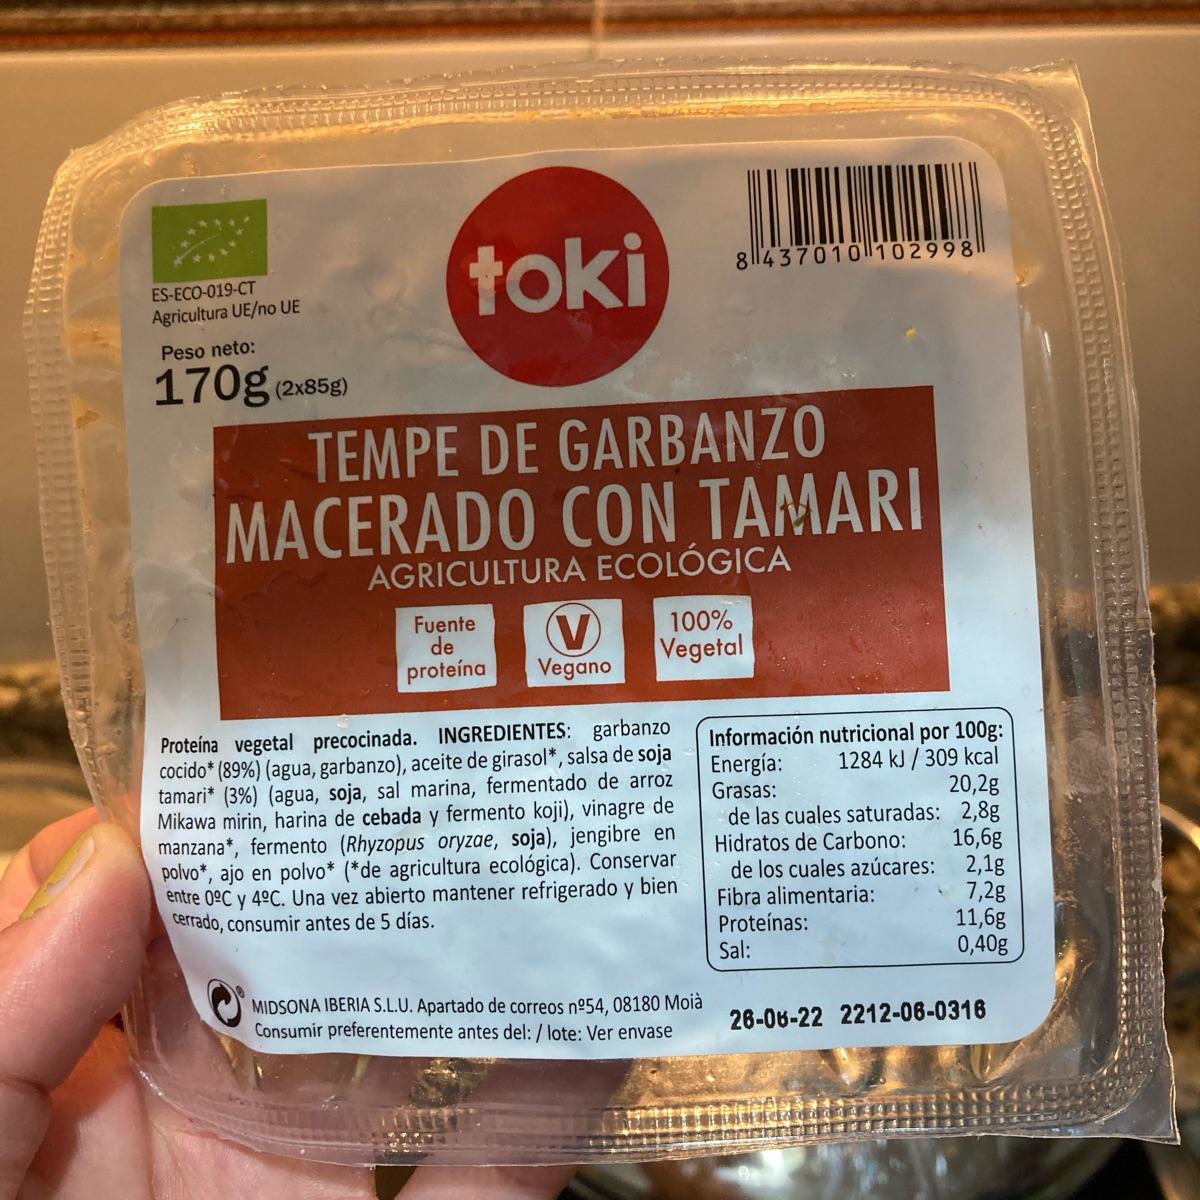 ES-ECO-019-CT
Agricultura UE/no UE
Peso neto:
170g (2x85g)
toki
8 437010 102998
TEMPE DE GARBANZO
MACERADO CON TAMARI
AGRICULTURA ECOLÓGICA
Fuente
de
proteína
V
Vegano
100%
Vegetal
Proteína vegetal precocinada. INGREDIENTES: garbanzo
cocido* (89%) (agua, garbanzo), aceite de girasol*, salsa de soja
tamari* (3%) (agua, soja, sal marina, fermentado de arroz
Mikawa mirin, harina de cebada y fermento koji), vinagre de
manzana*, fermento (Rhyzopus oryzae, soja), jengibre en
polvo*, ajo en polvo* (*de agricultura ecológica). Conservar
entre 0ºC y 4ºC. Una vez abierto mantener refrigerado y bien
cerrado, consumir antes de 5 días.
Información nutricional por 100g:
Energía: 1284 kJ / 309 kcal
Grasas: 20,2g
de las cuales saturadas: 2,8g
Hidratos de Carbono: 16,6g
de los cuales azúcares: 2,1g
Fibra alimentaria: 7,2g
Proteínas: 11,6g
Sal: 0,40g
MIDSONA IBERIA S.L.U. Apartado de correos nº54, 08180 Moià
Consumir preferentemente antes del: / lote: Ver envase
26-06-22 2212-06-0316